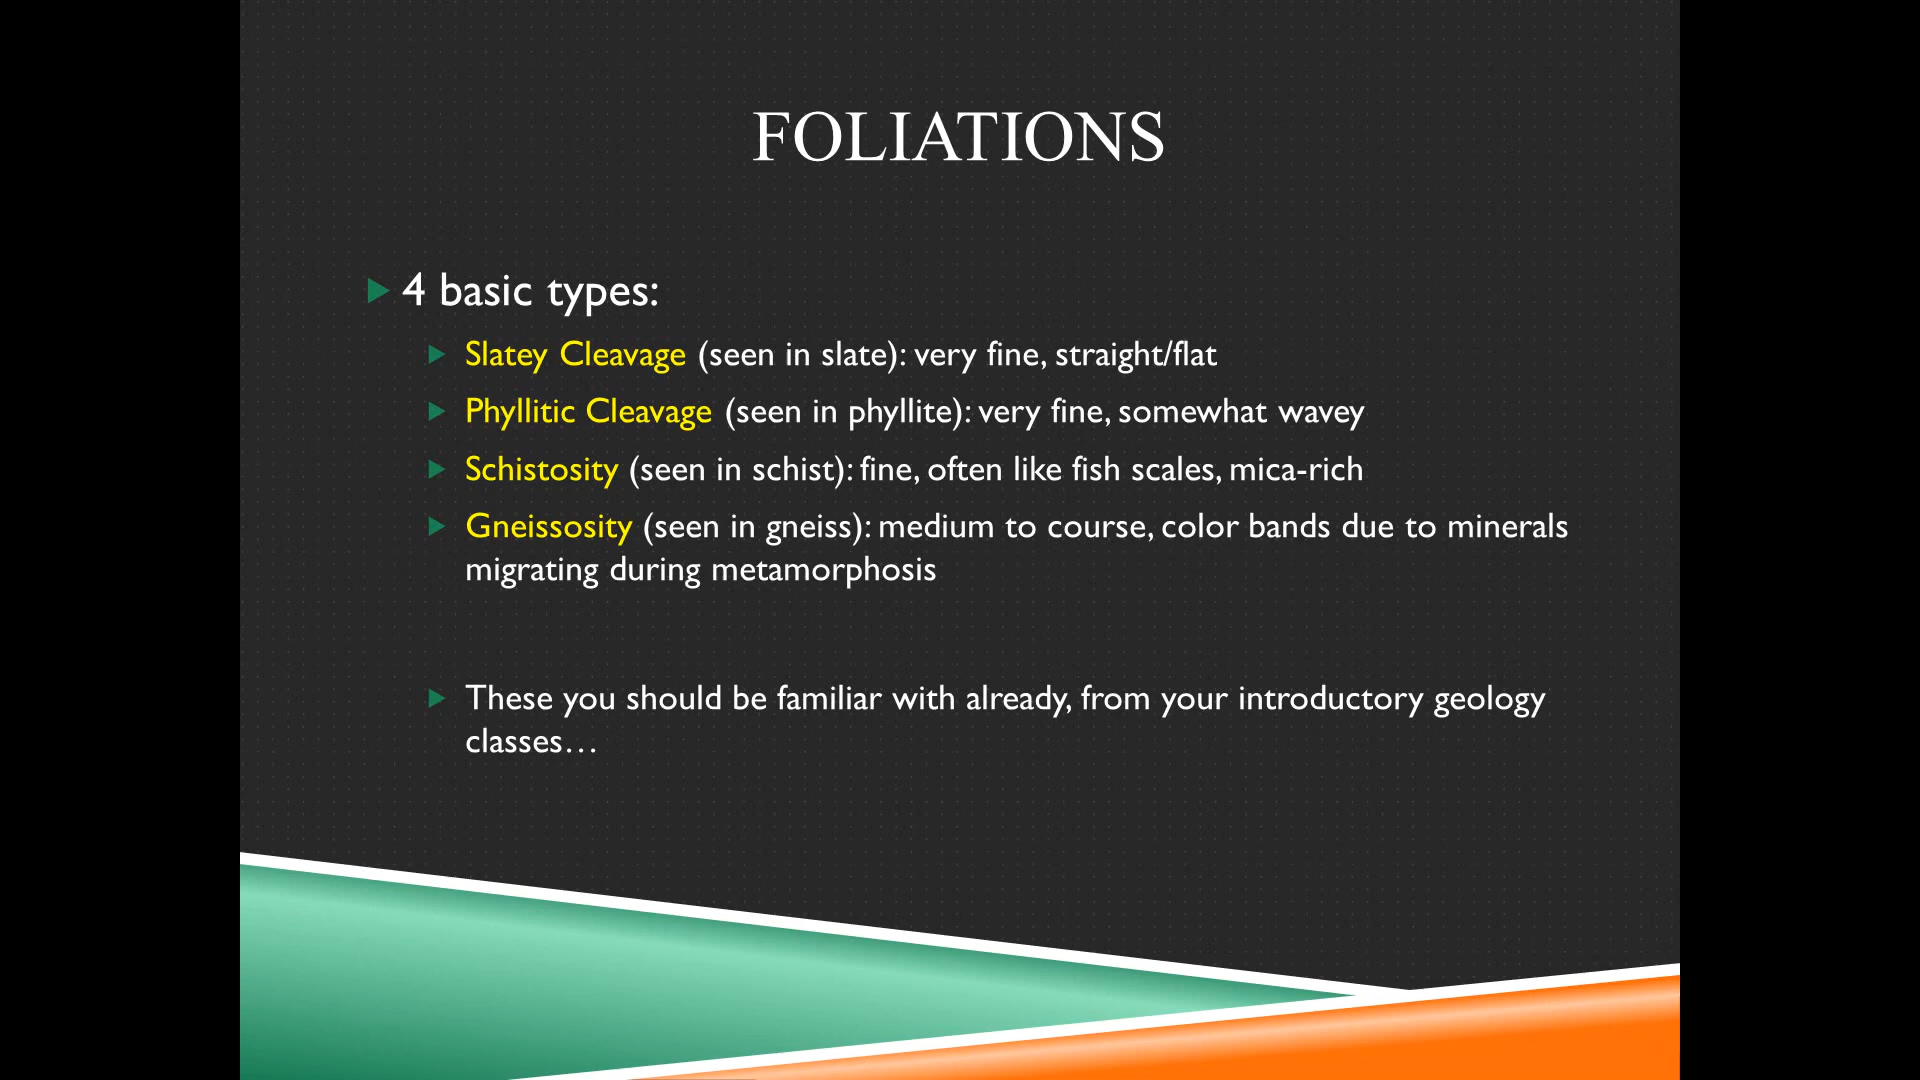 FOLIATIONS
4 basic types:
Slatey Cleavage (seen in slate): very fine, straight/flat
Phyllitic Cleavage (seen in phyllite): very fine, somewhat wavey
Schistosity (seen in schist): fine, often like fish scales, mica-rich
Gneissosity (seen in gneiss): medium to course, color bands due to minerals
migrating during metamorphosis
These you should be familiar with already, from your introductory geology
classes…